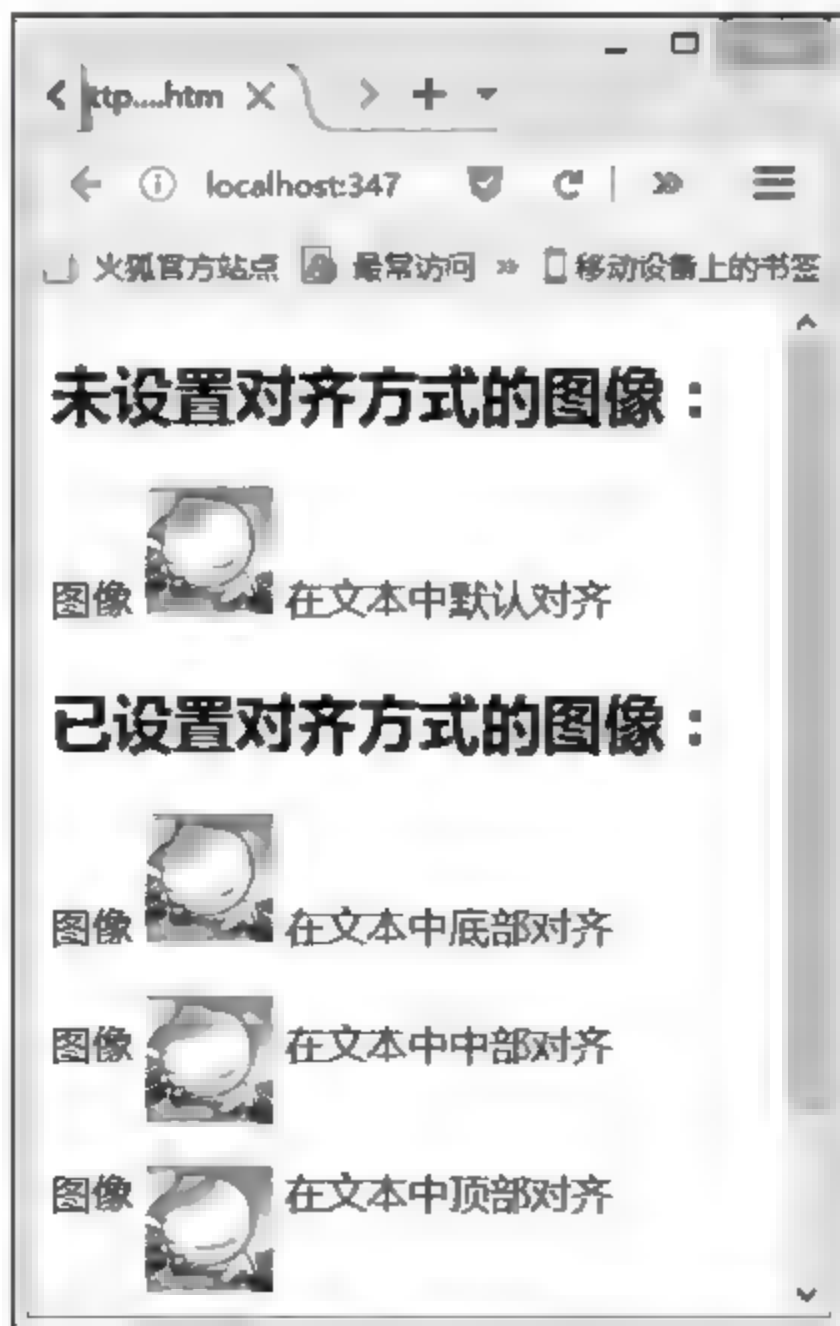 ttp....htm
localhost:347
火狐官方站点 最常访问 » 移动设备上的书签
未设置对齐方式的图像：
图像 在文本中默认对齐
已设置对齐方式的图像：
图像 在文本中底部对齐
图像 在文本中中部对齐
图像 在文本中顶部对齐